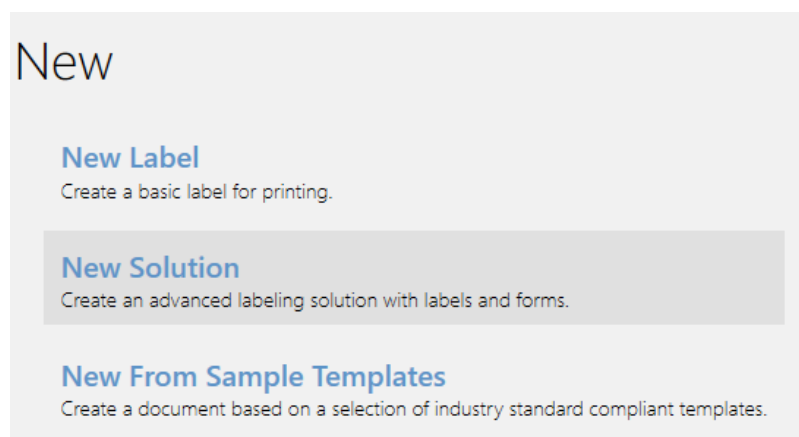 New
New Label
Create a basic label for printing.
New Solution
Create an advanced labeling solution with labels and forms.
New From Sample Templates
Create a document based on a selection of industry standard compliant templates.